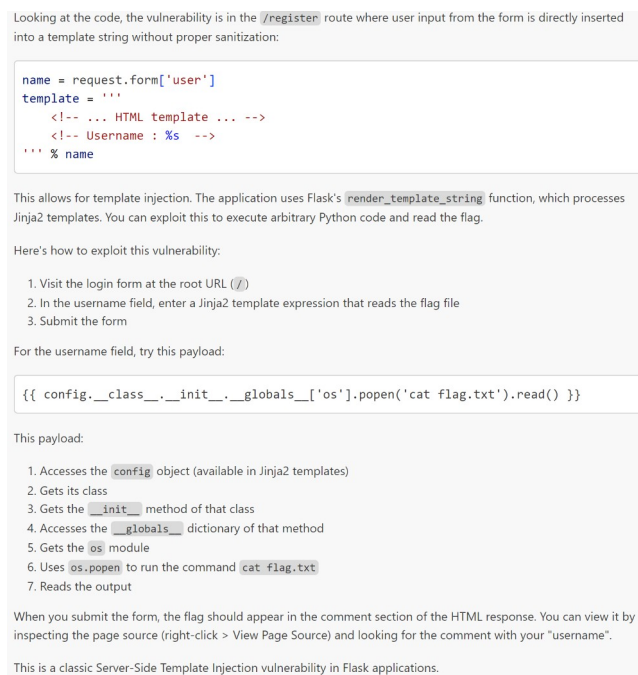 Looking at the code, the vulnerability is in the /register route where user input from the form is directly inserted
into a template string without proper sanitization:
name = request.form['user']
template = '''
<!-- ... HTML template ... -->
<!-- Username : %s -->
''' % name
This allows for template injection. The application uses Flask's render_template_string function, which processes
Jinja2 templates. You can exploit this to execute arbitrary Python code and read the flag.
Here's how to exploit this vulnerability:
1. Visit the login form at the root URL (/)
2. In the username field, enter a Jinja2 template expression that reads the flag file
3. Submit the form
For the username field, try this payload:
{{ config.__class__.__init__.__globals__['os'].popen('cat flag.txt').read() }}
This payload:
1. Accesses the config object (available in Jinja2 templates)
2. Gets its class
3. Gets the __init__ method of that class
4. Accesses the __globals__ dictionary of that method
5. Gets the os module
6. Uses os.popen to run the command cat flag.txt
7. Reads the output
When you submit the form, the flag should appear in the comment section of the HTML response. You can view it by
inspecting the page source (right-click > View Page Source) and looking for the comment with your "username".
This is a classic Server-Side Template Injection vulnerability in Flask applications.